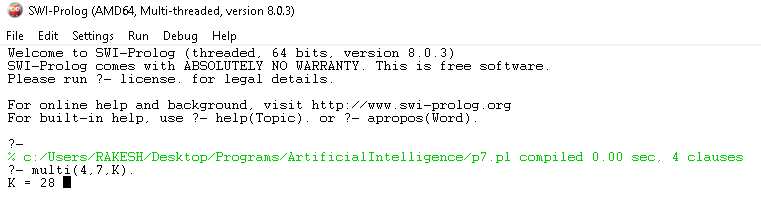 SWI-Prolog (AMD64, Multi-threaded, version 8.0.3)
File Edit Settings Run Debug Help
Welcome to SWI-Prolog (threaded, 64 bits, version 8.0.3)
SWI-Prolog comes with ABSOLUTELY NO WARRANTY. This is free software.
Please run ?- license. for legal details.
For online help and background, visit http://www.swi-prolog.org
For built-in help, use ?- help(Topic). or ?- apropos(Word).
?-
% c:/Users/RAKESH/Desktop/Programs/ArtificialIntelligence/p7.pl compiled 0.00 sec, 4 clauses
?- multi(4,7,K).
K = 28